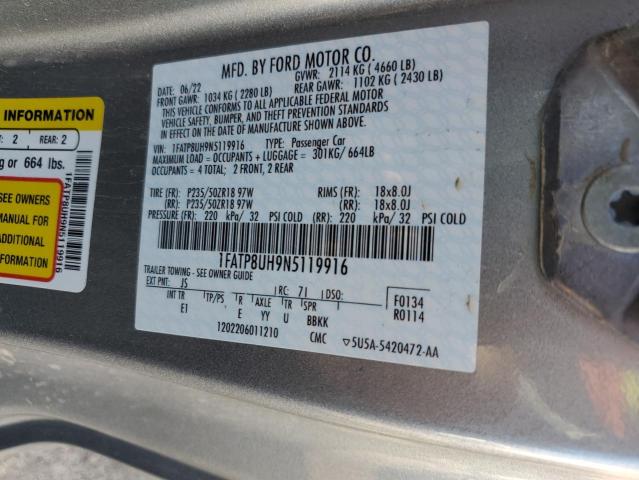 MFD. BY FORD MOTOR CO.
DATE: 06/22 GVWR: 2114 KG ( 4660 LB)
FRONT GAWR: 1034 KG ( 2280 LB) REAR GAWR: 1102 KG ( 2430 LB)
THIS VEHICLE CONFORMS TO ALL APPLICABLE FEDERAL MOTOR
VEHICLE SAFETY, BUMPER, AND THEFT PREVENTION STANDARDS
IN EFFECT ON THE DATE OF MANUFACTURE SHOWN ABOVE.
VIN: 1FATP8UH9N5119916 TYPE: Passenger Car
MAXIMUM LOAD = OCCUPANTS + LUGGAGE = 301KG/ 664LB
OCCUPANTS = 4 TOTAL; 2 FRONT, 2 REAR
TIRE (FR): P235/50ZR18 97W RIMS (FR): 18x8.0J
(RR): P235/50ZR18 97W (RR): 18x8.0J
PRESSURE (FR): 220 kPa/ 32 PSI COLD (RR): 220 kPa/ 32 PSI COLD
1FATP8UH9N5119916
TRAILER TOWING - SEE OWNER GUIDE
EXT PNT: JS RC: 71 DSO: F0134
INT TR TP/PS R AXLE TR SPR R0114
E1 E YY U BBKK
1202206011210 CMC ▽5U5A-5420472-AA
INFORMATION
2 REAR: 2
or 664 lbs.
SEE OWNERS
MANUAL FOR
ADDITIONAL
1FATP8UH9N5119916